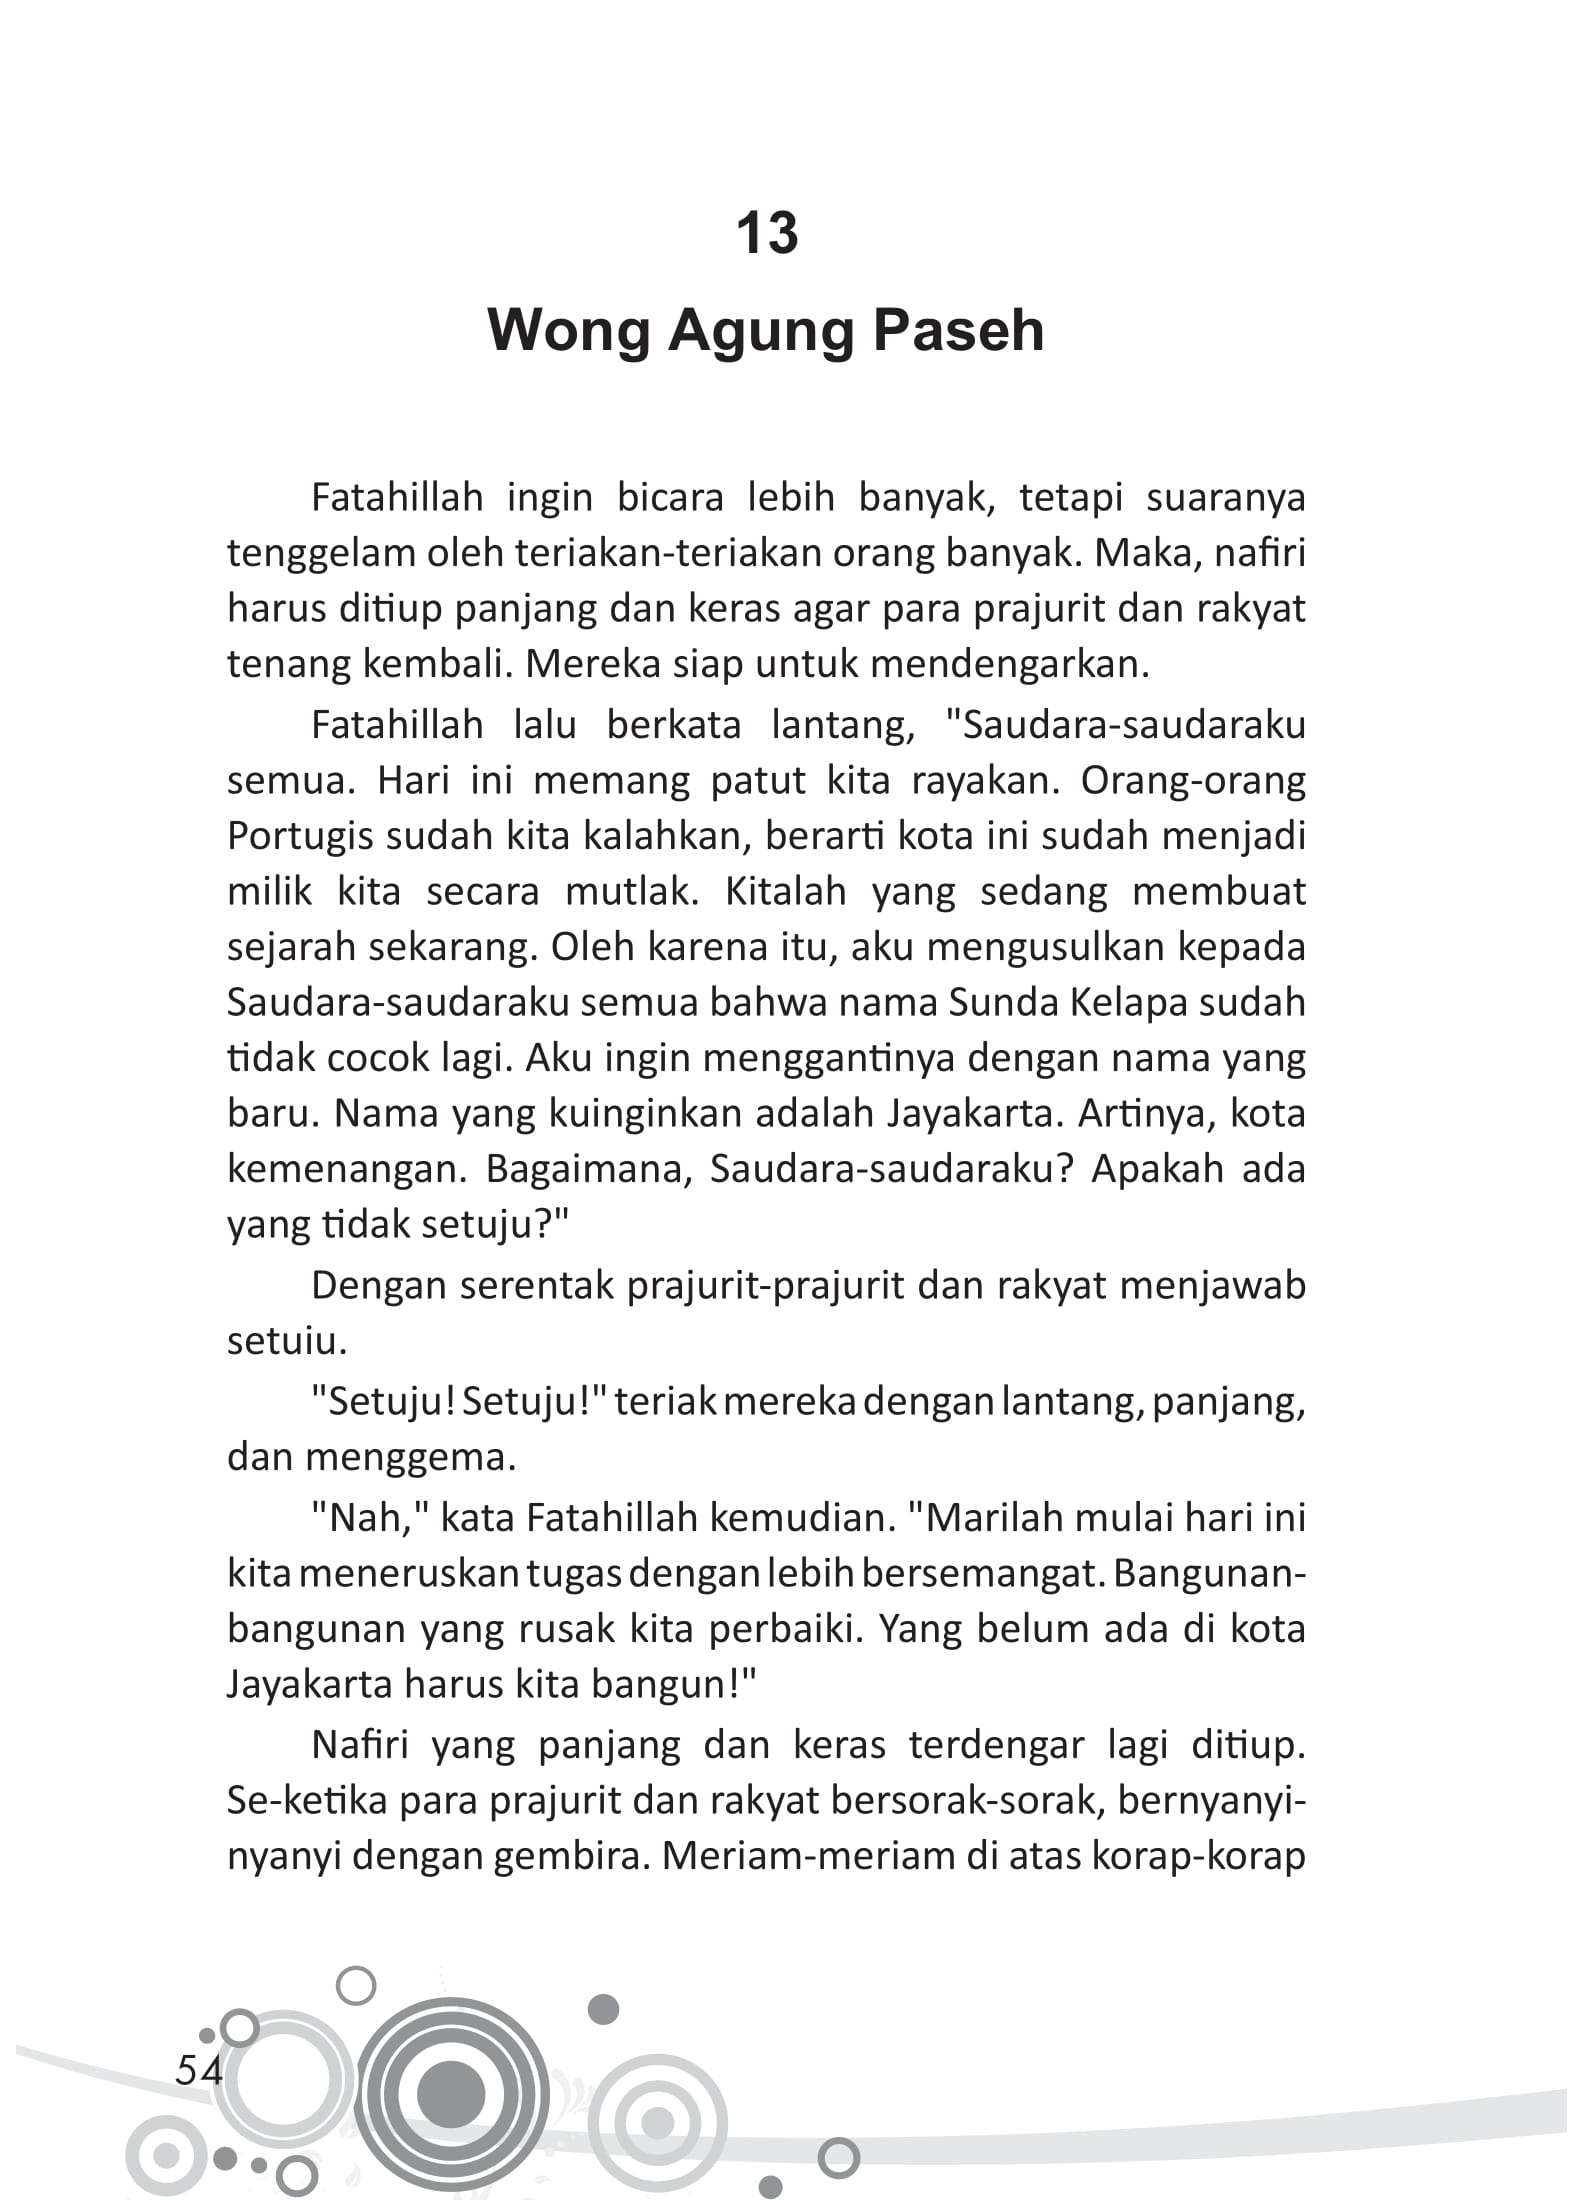 13
Wong Agung Paseh
Fatahillah ingin bicara lebih banyak, tetapi suaranya
tenggelam oleh teriakan-teriakan orang banyak. Maka, nafiri
harus ditiup panjang dan keras agar para prajurit dan rakyat
tenang kembali. Mereka siap untuk mendengarkan.
Fatahillah lalu berkata lantang, "Saudara-saudaraku
semua. Hari ini memang patut kita rayakan. Orang-orang
Portugis sudah kita kalahkan, berarti kota ini sudah menjadi
milik kita secara mutlak. Kitalah yang sedang membuat
sejarah sekarang. Oleh karena itu, aku mengusulkan kepada
Saudara-saudaraku semua bahwa nama Sunda Kelapa sudah
tidak cocok lagi. Aku ingin menggantinya dengan nama yang
baru. Nama yang kuinginkan adalah Jayakarta. Artinya, kota
kemenangan. Bagaimana, Saudara-saudaraku? Apakah ada
yang tidak setuju?"
Dengan serentak prajurit-prajurit dan rakyat menjawab
setuiu.
"Setuju! Setuju!" teriak mereka dengan lantang, panjang,
dan menggema.
"Nah," kata Fatahillah kemudian. "Marilah mulai hari ini
kita meneruskan tugas dengan lebih bersemangat. Bangunan-
bangunan yang rusak kita perbaiki. Yang belum ada di kota
Jayakarta harus kita bangun!"
Nafiri yang panjang dan keras terdengar lagi ditiup.
Se-ketika para prajurit dan rakyat bersorak-sorak, bernyanyi-
nyanyi dengan gembira. Meriam-meriam di atas korap-korap
54